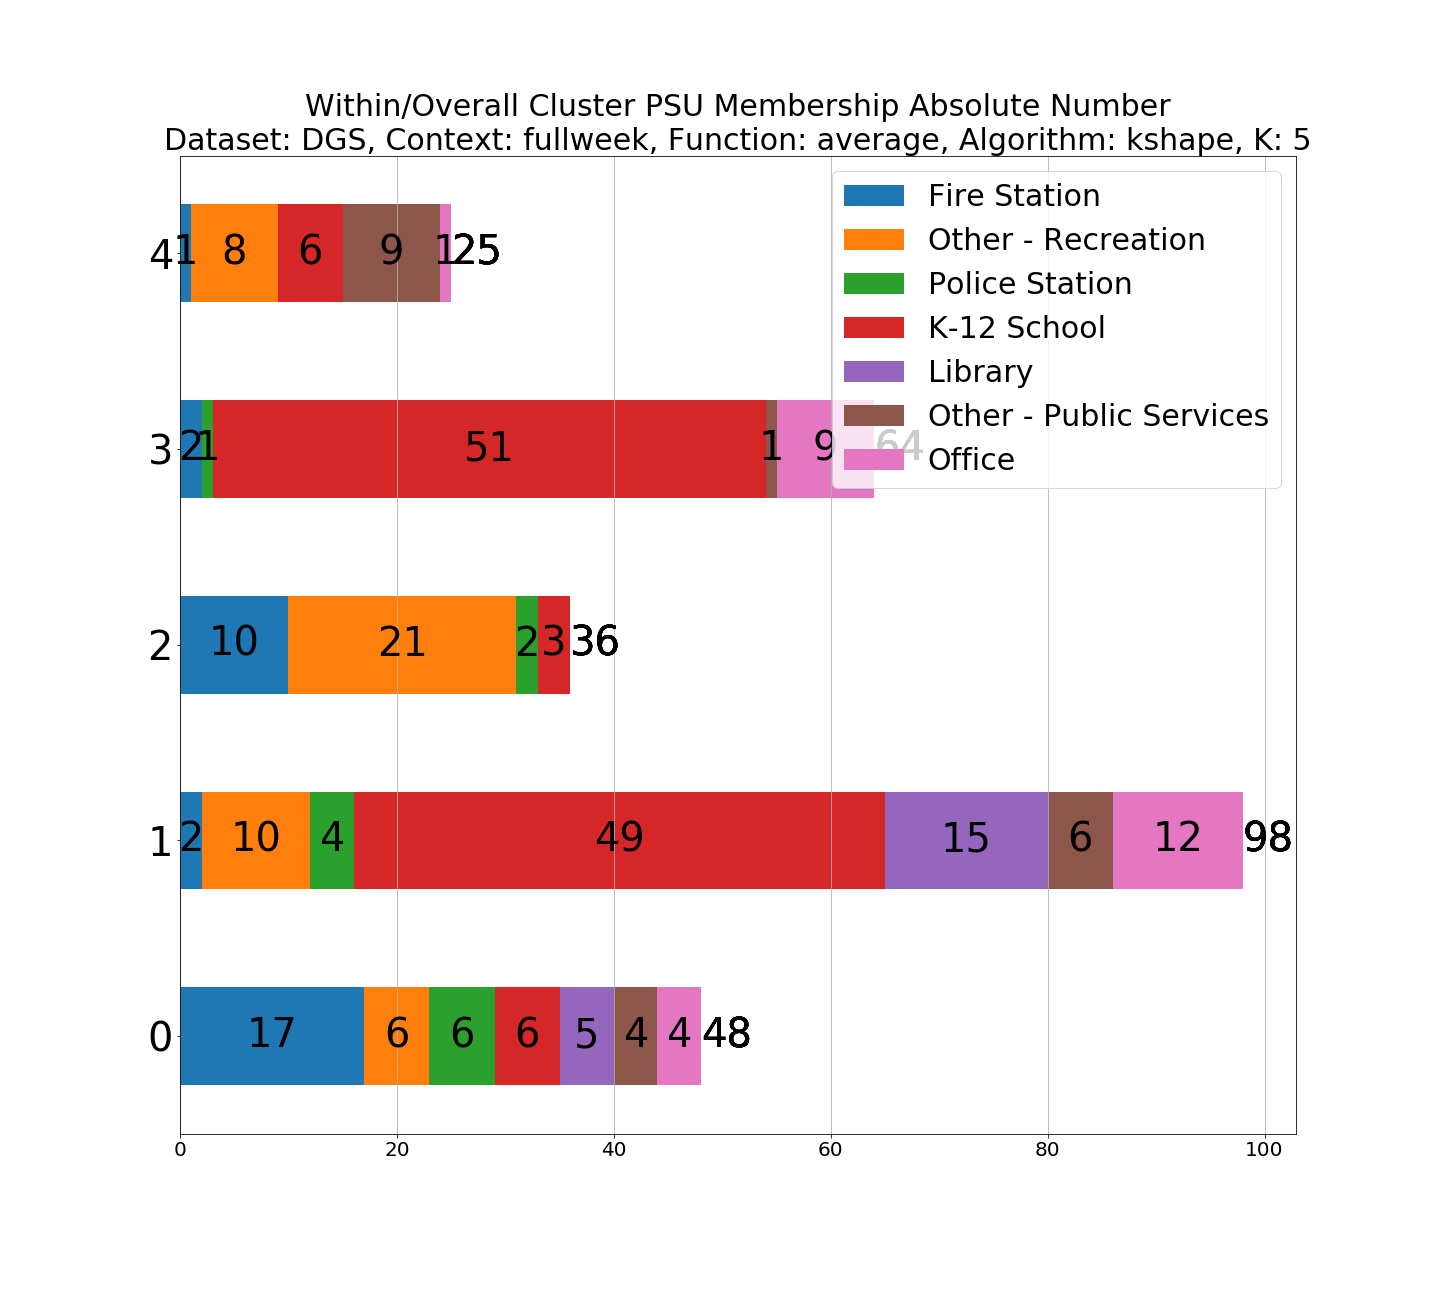 Within/Overall Cluster PSU Membership Absolute Number
Dataset: DGS, Context: fullweek, Function: average, Algorithm: kshape, K: 5
Fire Station
Other - Recreation
Police Station
K-12 School
Library
Other - Public Services
Office
4 1 8 6 9 1 25
3 2 1 51 1 9 64
2 10 21 2 3 36
1 2 10 4 49 15 6 12 98
0 17 6 6 6 5 4 4 48
0 20 40 60 80 100